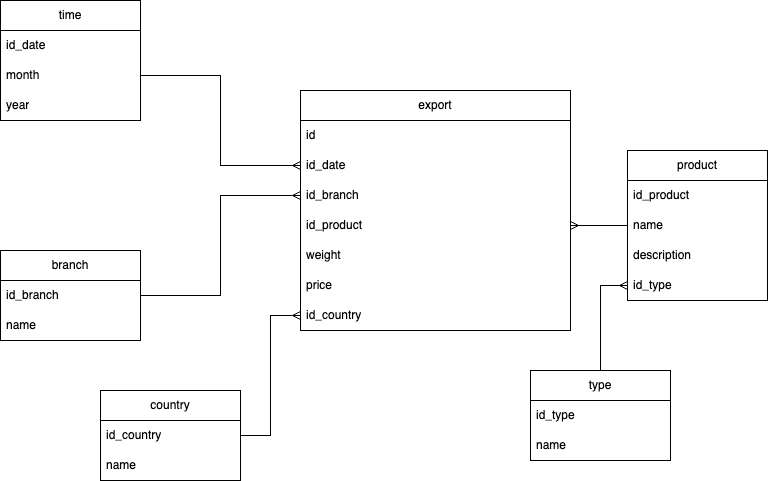 time
id_date
month
year
export
id
id_date
id_branch
id_product
weight
price
id_country
product
id_product
name
description
id_type
branch
id_branch
name
country
id_country
name
type
id_type
name